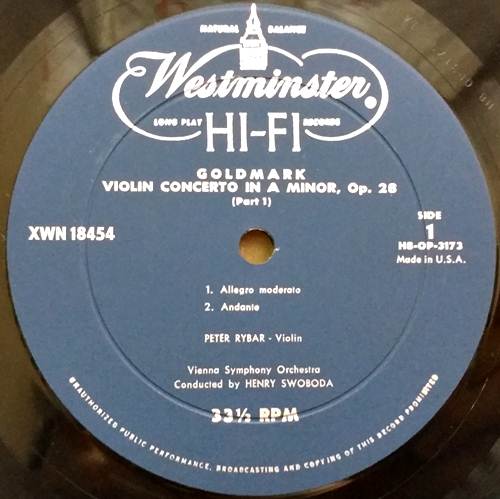 NATURAL BALANCE
Westminster
LONG PLAY RECORDS
HI-FI
GOLDMARK
VIOLIN CONCERTO IN A MINOR, Op. 28
(Part 1)
XWN 18454
SIDE
1
HB-OP-3173
Made in U.S.A.
1. Allegro moderato
2. Andante
PETER RYBAR - Violin
Vienna Symphony Orchestra
Conducted by HENRY SWOBODA
33⅓ RPM
UNAUTHORIZED PUBLIC PERFORMANCE, BROADCASTING AND COPYING OF THIS RECORD PROHIBITED